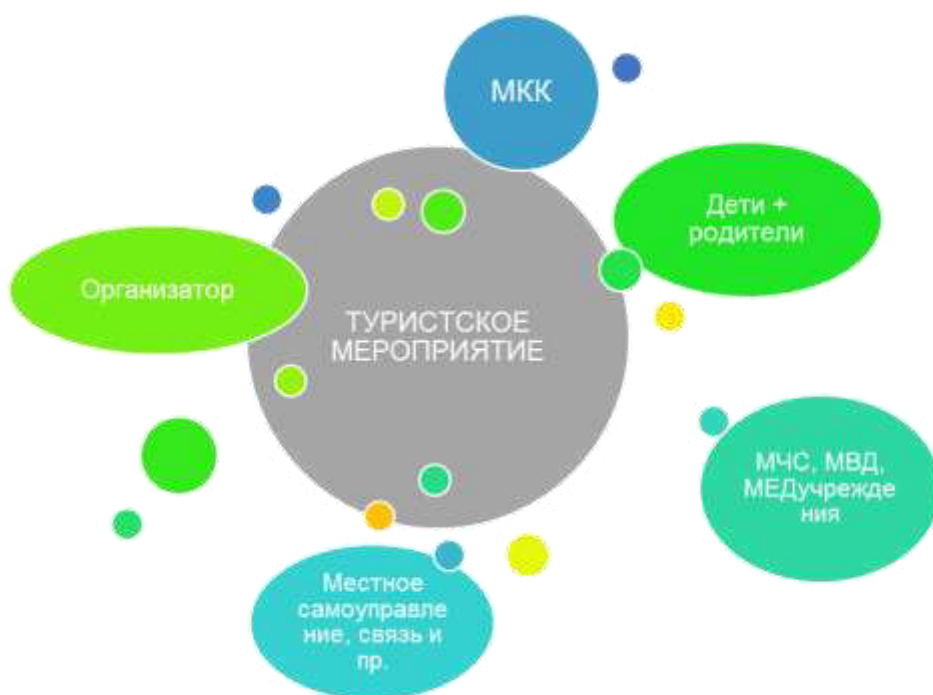 МКК
Дети +
родители
Организатор
ТУРИСТСКОЕ
МЕРОПРИЯТИЕ
МЧС, МВД,
МЕДучрежде
ния
Местное
самоуправле
ние, связь и
пр.